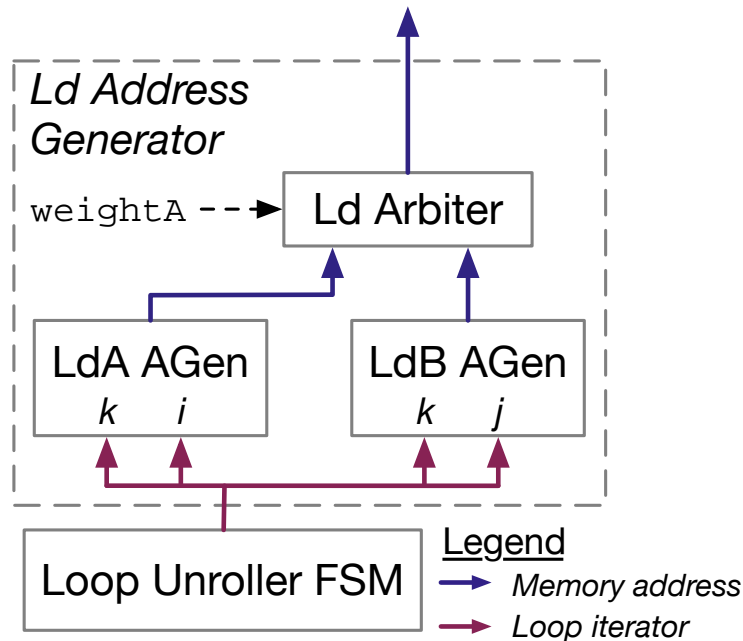 Ld Address
Generator
weightA
Ld Arbiter
LdA AGen
k i
LdB AGen
k j
Loop Unroller FSM
Legend
Memory address
Loop iterator